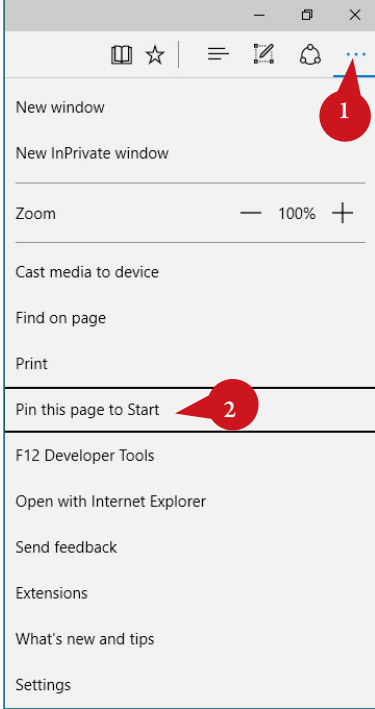 1
New window
New InPrivate window
Zoom — 100% +
Cast media to device
Find on page
Print
Pin this page to Start 2
F12 Developer Tools
Open with Internet Explorer
Send feedback
Extensions
What's new and tips
Settings